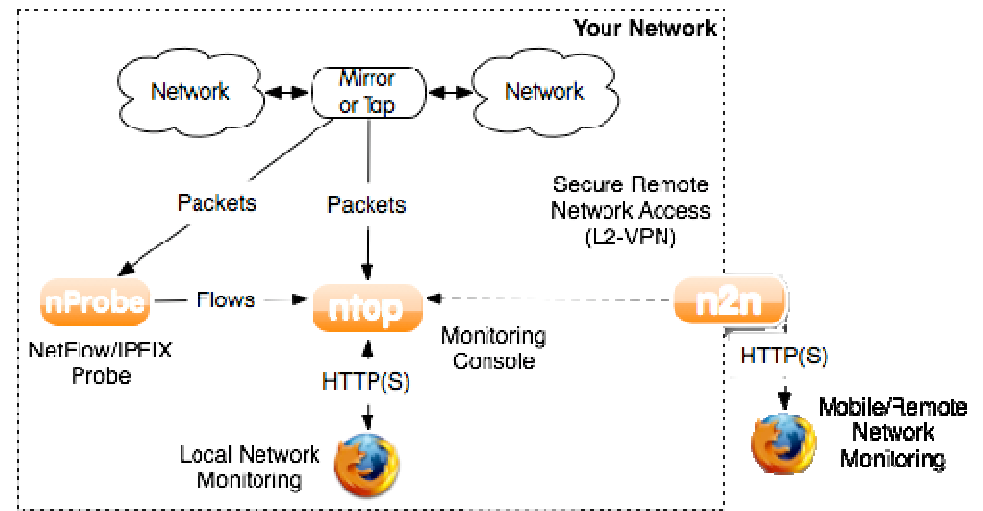 Your Network
Network
Mirror
or Tap
Network
Packets
Packets
Secure Remote
Network Access
(L2-VPN)
nProbe
Flows
ntop
n2n
NetFlow/IPFIX
Probe
Monitoring
Console
HTTP(S)
HTTP(S)
Local Network
Monitoring
Mobile/Remote
Network
Monitoring